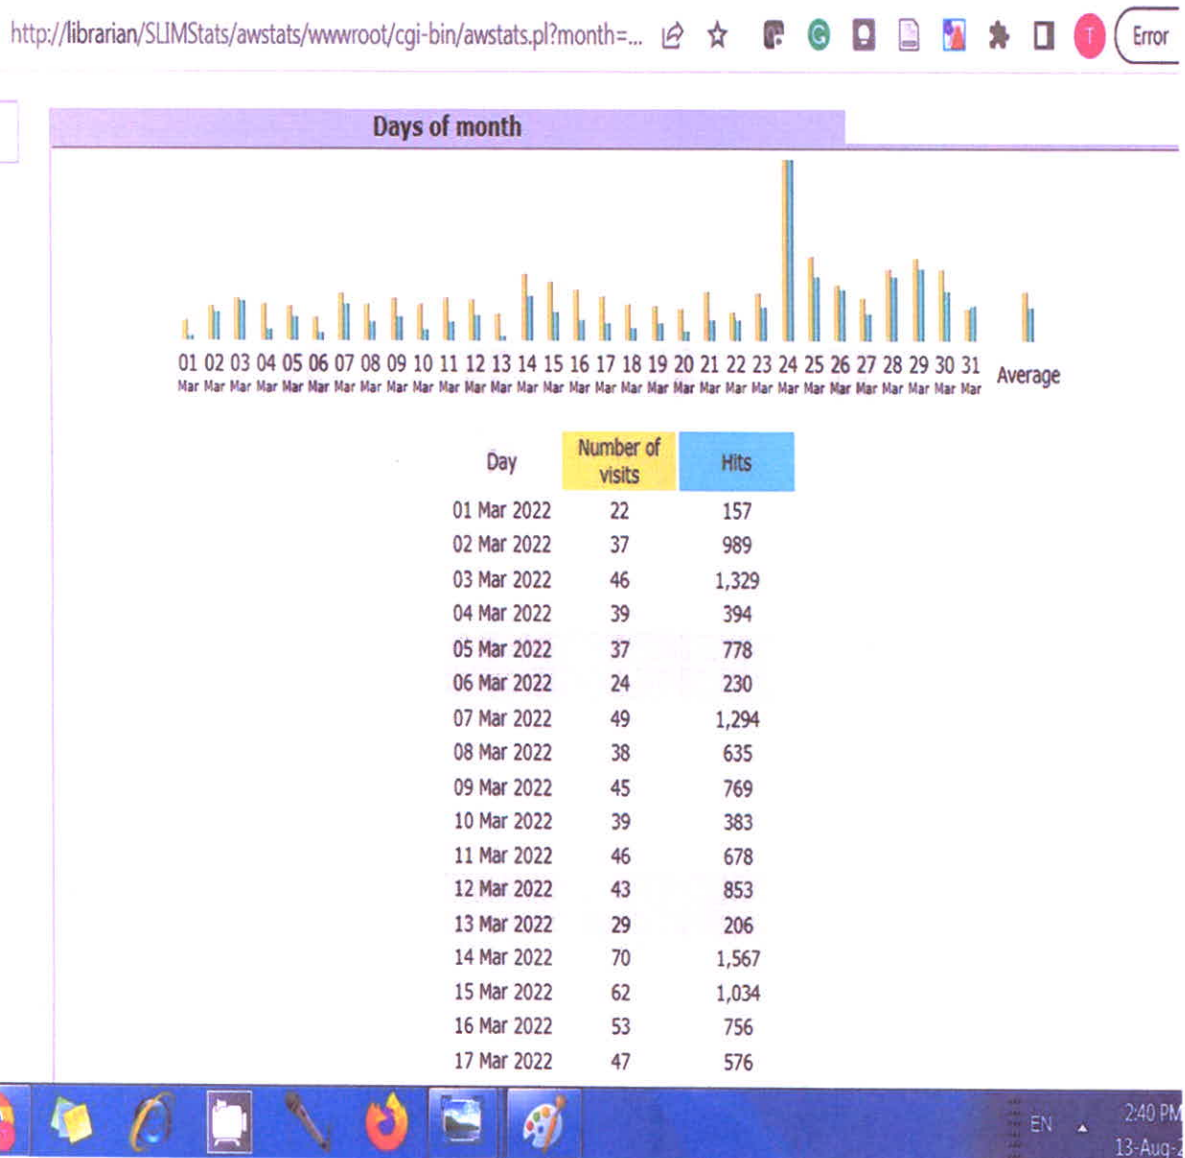 http://librarian/SLIMStats/awstats/wwwroot/cgi-bin/awstats.pl?month=... Error
Days of month
01 02 03 04 05 06 07 08 09 10 11 12 13 14 15 16 17 18 19 20 21 22 23 24 25 26 27 28 29 30 31
Mar Mar Mar Mar Mar Mar Mar Mar Mar Mar Mar Mar Mar Mar Mar Mar Mar Mar Mar Mar Mar Mar Mar Mar Mar Mar Mar Mar Mar Mar Mar
Average
Day Number of visits Hits
01 Mar 2022 22 157
02 Mar 2022 37 989
03 Mar 2022 46 1,329
04 Mar 2022 39 394
05 Mar 2022 37 778
06 Mar 2022 24 230
07 Mar 2022 49 1,294
08 Mar 2022 38 635
09 Mar 2022 45 769
10 Mar 2022 39 383
11 Mar 2022 46 678
12 Mar 2022 43 853
13 Mar 2022 29 206
14 Mar 2022 70 1,567
15 Mar 2022 62 1,034
16 Mar 2022 53 756
17 Mar 2022 47 576
EN 2:40 PM
13-Aug-2